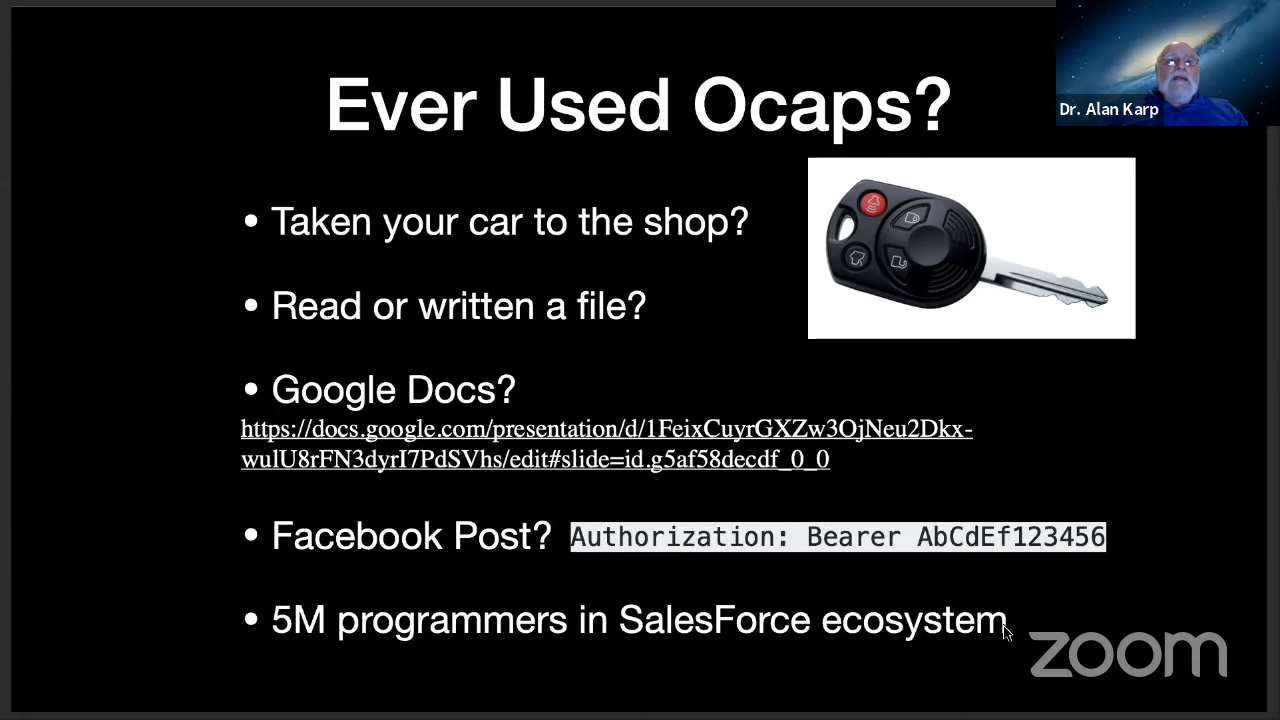 Ever Used Ocaps?
Dr. Alan Karp
• Taken your car to the shop?
• Read or written a file?
• Google Docs?
https://docs.google.com/presentation/d/1FeixCuyrGXZw3OjNeu2Dkx-
wulU8rFN3dyrI7PdSVhs/edit#slide=id.g5af58decdf_0_0
• Facebook Post? Authorization: Bearer AbCdEf123456
• 5M programmers in SalesForce ecosystem
zoom